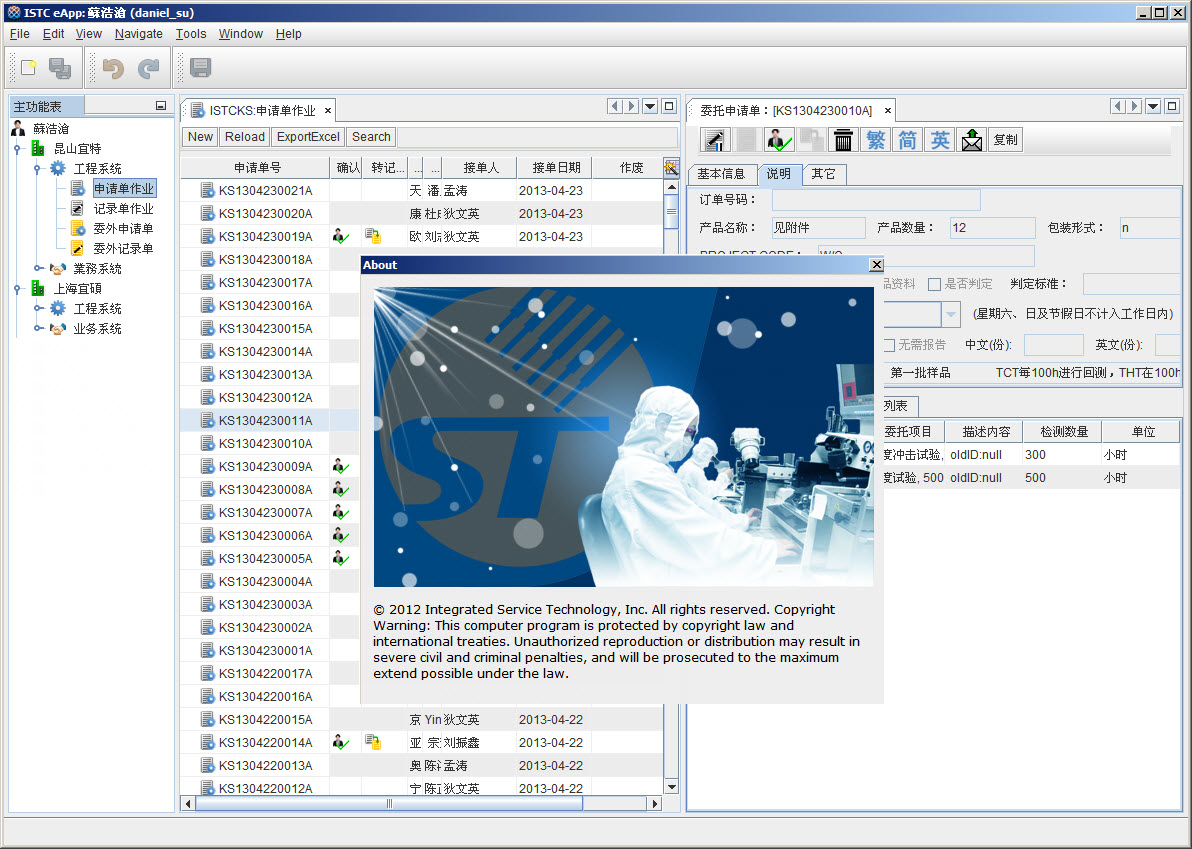 ISTC eApp: 蘇浩渝 (daniel_su)
File Edit View Navigate Tools Window Help
主功能表
蘇浩渝
昆山宜特
工程系统
申请单作业
记录单作业
委外申请单
委外记录单
業務系统
上海宜碩
工程系统
业务系统
ISTCKS:申请单作业
New Reload ExportExcel Search
申请单号 确认 转记... ... ... 接单人 接单日期 作废
KS1304230021A 天 潘 孟涛 2013-04-23
KS1304230020A 康 狄文英 2013-04-23
KS1304230019A 欧 狄文英 2013-04-23
KS1304230018A
KS1304230017A
KS1304230016A
KS1304230015A
KS1304230014A
KS1304230013A
KS1304230012A
KS1304230011A
KS1304230010A
KS1304230009A
KS1304230008A
KS1304230007A
KS1304230006A
KS1304230005A
KS1304230004A
KS1304230003A
KS1304230002A
KS1304230001A
KS1304220017A
KS1304220016A
KS1304220015A 京 Yin 狄文英 2013-04-22
KS1304220014A 亚 宗 刘振鑫 2013-04-22
KS1304220013A 奥 陈 孟涛 2013-04-22
KS1304220012A 宁 陈 狄文英 2013-04-22
委托申请单：[KS1304230010A]
繁 简 英 复制
基本信息 说明 其它
订单号码：
产品名称： 见附件 产品数量： 12 包装形式： n
PROJECT CODE：
品资料 是否判定 判定标准：
(星期六、日及节假日不计入工作日内)
无需报告 中文(份): 英文(份):
第一批样品 TCT每100h进行回测，THT在100h
列表
委托项目 描述内容 检测数量 单位
度冲击试验, oldID:null 300 小时
度试验, 500 oldID:null 500 小时
About
IST
© 2012 Integrated Service Technology, Inc. All rights reserved. Copyright
Warning: This computer program is protected by copyright law and
international treaties. Unauthorized reproduction or distribution may result in
severe civil and criminal penalties, and will be prosecuted to the maximum
extend possible under the law.